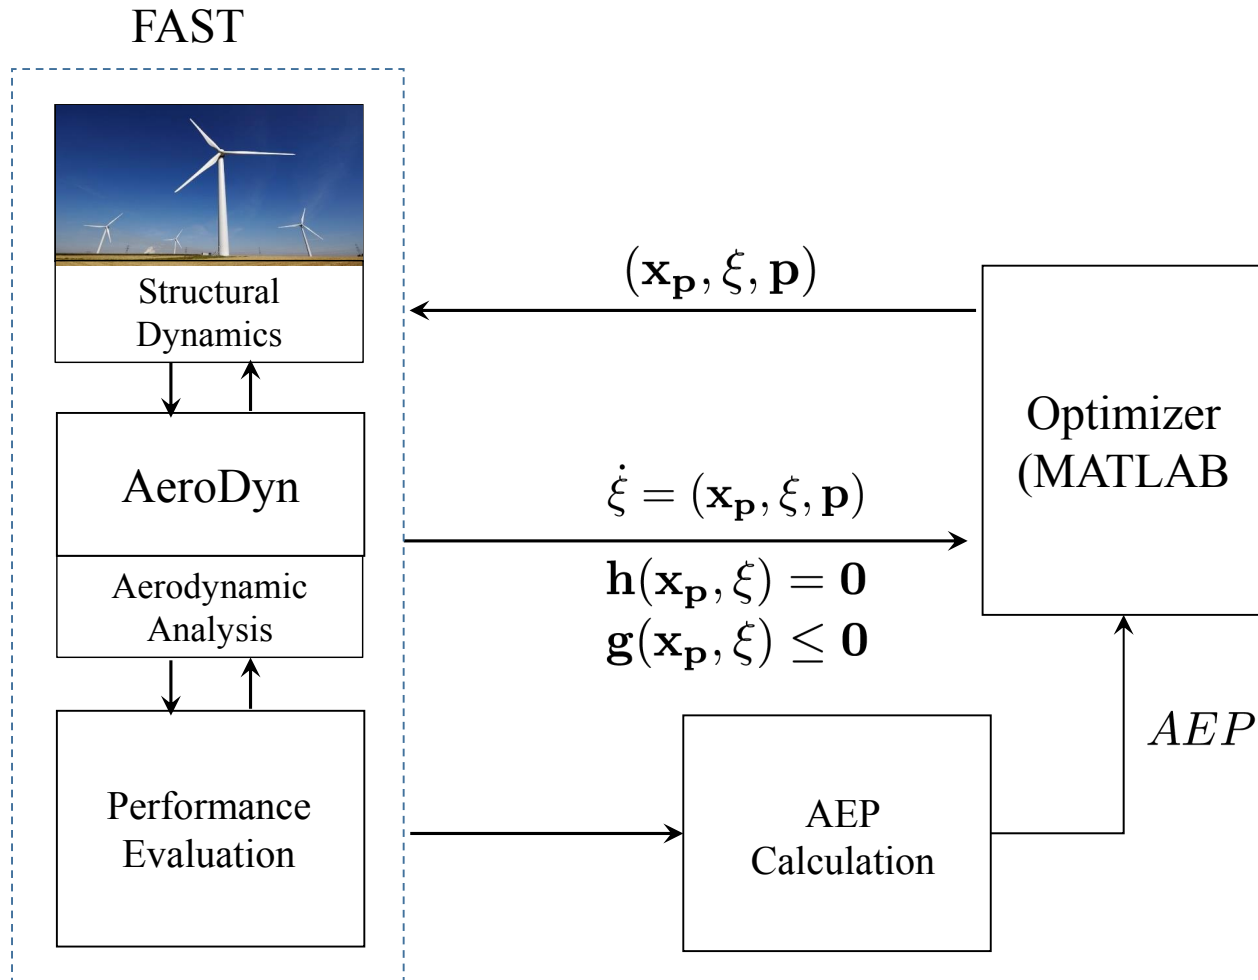 FAST
Structural
Dynamics
AeroDyn
Aerodynamic
Analysis
Performance
Evaluation
(𝐱ₚ, ξ, 𝐩)
ξ̇ = (𝐱ₚ, ξ, 𝐩)
𝐡(𝐱ₚ, ξ) = 𝟎
𝐠(𝐱ₚ, ξ) ≤ 𝟎
Optimizer
(MATLAB
AEP
Calculation
AEP